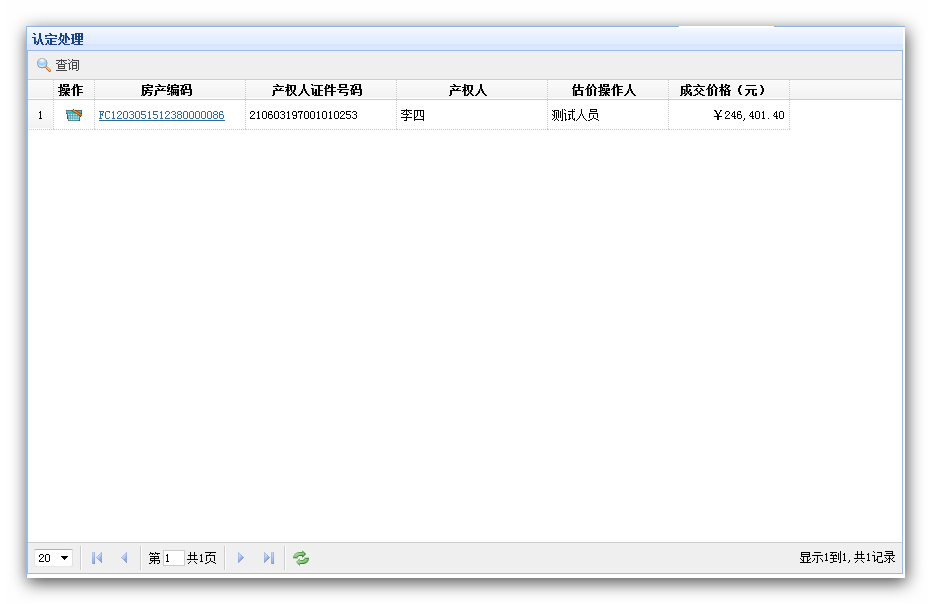 认定处理
查询
操作 房产编码 产权人证件号码 产权人 估价操作人 成交价格（元）
1 FC1203051512380000086 210603197001010253 李四 测试人员 ￥246,401.40
20 第 1 共1页 显示1到1,共1记录